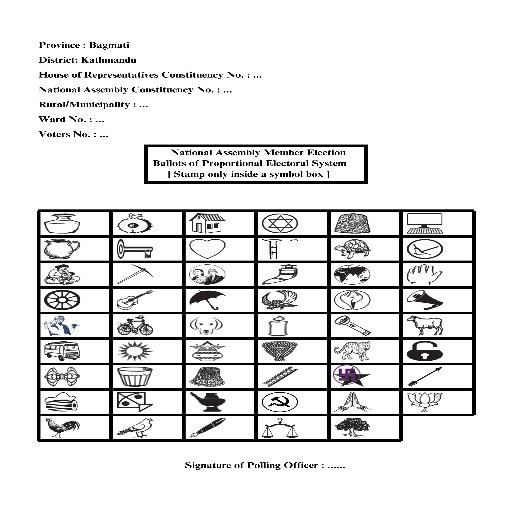 Province : Bagmati
District: Kathmandu
House of Representatives Constituency No. : ...
National Assembly Constituency No. : ...
Rural/Municipality : ...
Ward No. : ...
Voters No. : ...
National Assembly Member Election
Ballots of Proportional Electoral System
[ Stamp only inside a symbol box ]
Signature of Polling Officer : ......